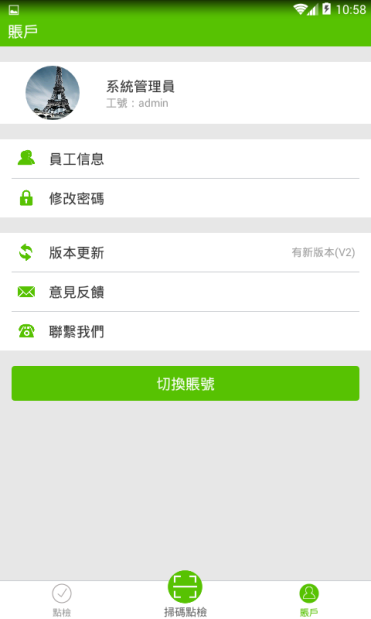 10:58
賬戶
系統管理員
工號：admin
員工信息
修改密碼
版本更新 有新版本(V2)
意見反饋
聯繫我們
切換賬號
點檢
掃碼點檢
賬戶